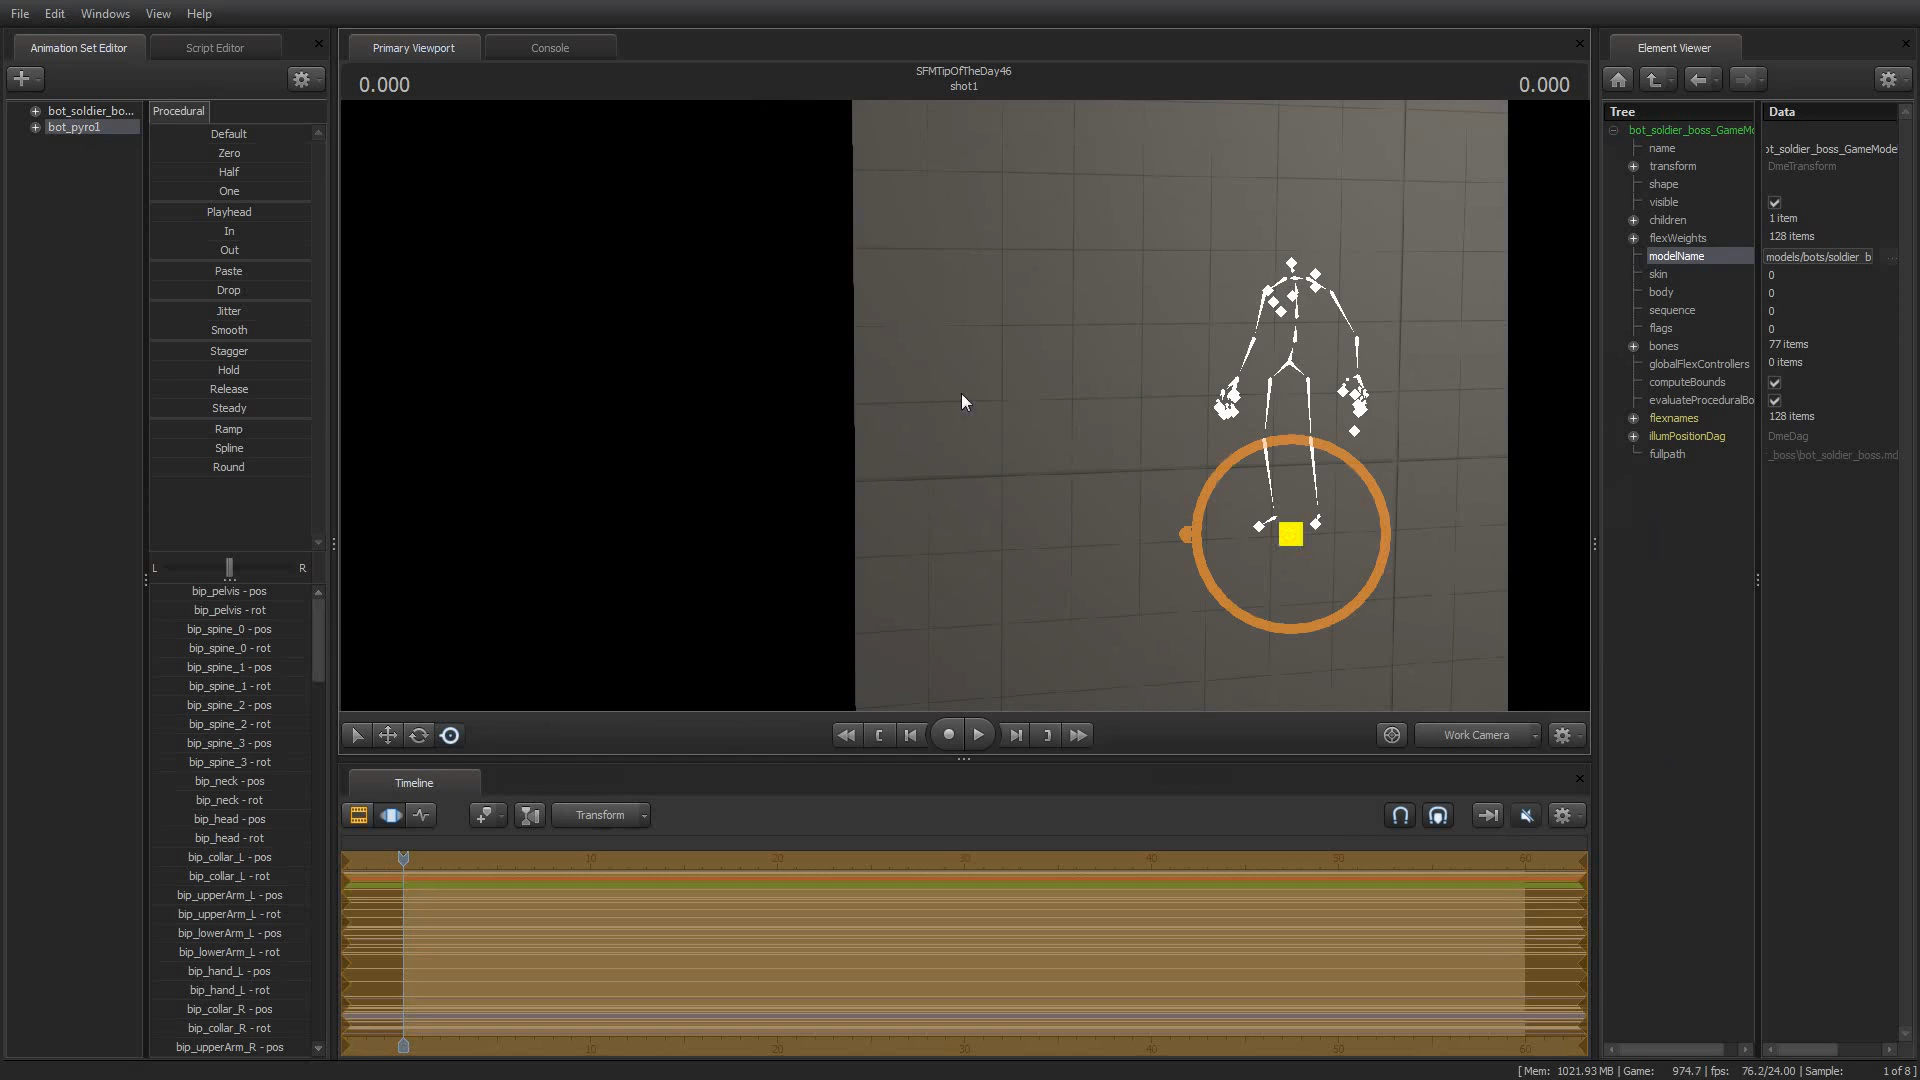 File Edit Windows View Help
Animation Set Editor Script Editor
bot_soldier_bo...
bot_pyro1
Procedural
Default
Zero
Half
One
Playhead
In
Out
Paste
Drop
Jitter
Smooth
Stagger
Hold
Release
Steady
Ramp
Spline
Round
L R
bip_pelvis - pos
bip_pelvis - rot
bip_spine_0 - pos
bip_spine_0 - rot
bip_spine_1 - pos
bip_spine_1 - rot
bip_spine_2 - pos
bip_spine_2 - rot
bip_spine_3 - pos
bip_spine_3 - rot
bip_neck - pos
bip_neck - rot
bip_head - pos
bip_head - rot
bip_collar_L - pos
bip_collar_L - rot
bip_upperArm_L - pos
bip_upperArm_L - rot
bip_lowerArm_L - pos
bip_lowerArm_L - rot
bip_hand_L - pos
bip_hand_L - rot
bip_collar_R - pos
bip_collar_R - rot
bip_upperArm_R - pos
Primary Viewport Console
0.000 SFMTipOfTheDay46 0.000
shot1
Work Camera
Timeline
Transform
10 20 30 40 50 60
10 20 30 40 50 60
Element Viewer
Tree Data
bot_soldier_boss_GameMo
name ot_soldier_boss_GameMode
transform DmeTransform
shape
visible
children 1 item
flexWeights 128 items
modelName models/bots/soldier_b ...
skin 0
body 0
sequence 0
flags 0
bones 77 items
globalFlexControllers 0 items
computeBounds
evaluateProceduralBo
flexnames 128 items
illumPositionDag DmeDag
fullpath _boss\bot_soldier_boss.md
[ Mem: 1021.93 MB | Game: 974.7 | fps: 76.2/24.00 | Sample: 1 of 8 ]